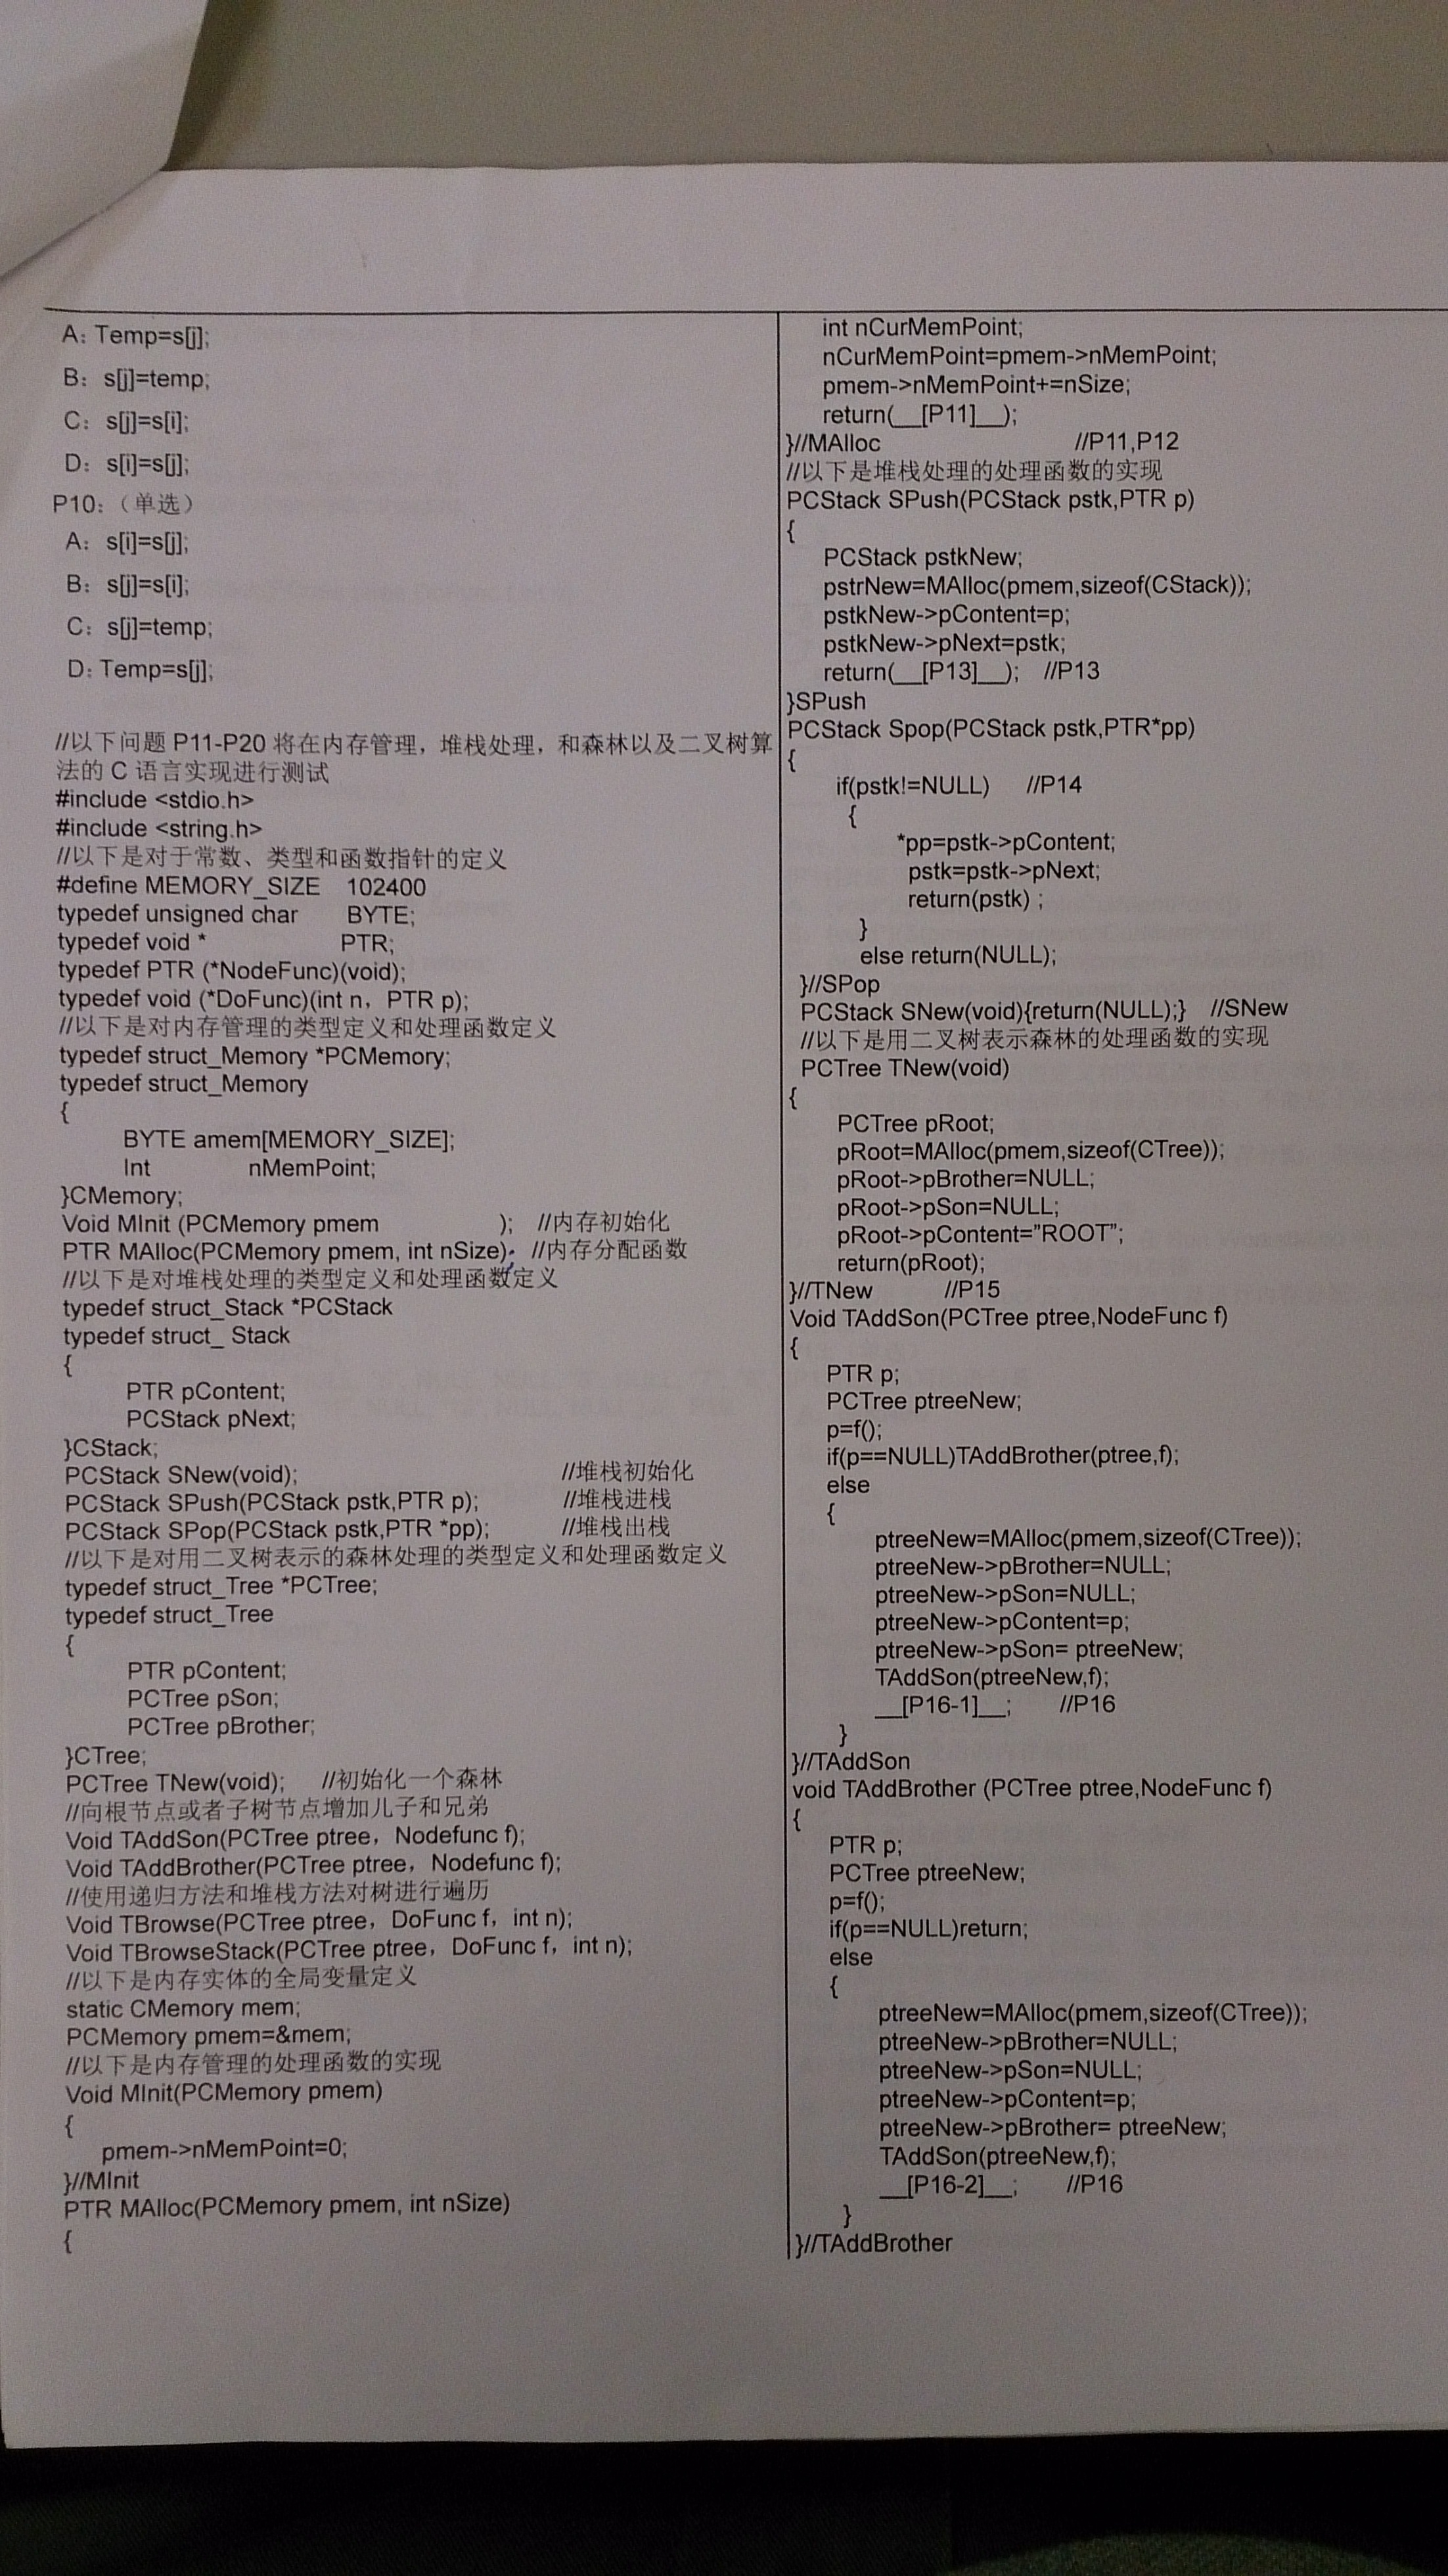 A：Temp=s[j];
B：s[j]=temp;
C：s[j]=s[i];
D：s[i]=s[j];
P10：（单选）
A：s[i]=s[j];
B：s[j]=s[i];
C：s[j]=temp;
D：Temp=s[j];
//以下问题 P11-P20 将在内存管理，堆栈处理，和森林以及二叉树算
法的 C 语言实现进行测试
#include <stdio.h>
#include <string.h>
//以下是对于常数、类型和函数指针的定义
#define MEMORY_SIZE 102400
typedef unsigned char BYTE;
typedef void * PTR;
typedef PTR (*NodeFunc)(void);
typedef void (*DoFunc)(int n，PTR p);
//以下是对内存管理的类型定义和处理函数定义
typedef struct_Memory *PCMemory;
typedef struct_Memory
{
BYTE amem[MEMORY_SIZE];
Int nMemPoint;
}CMemory;
Void MInit (PCMemory pmem ); //内存初始化
PTR MAlloc(PCMemory pmem, int nSize); //内存分配函数
//以下是对堆栈处理的类型定义和处理函数定义
typedef struct_Stack *PCStack
typedef struct_ Stack
{
PTR pContent;
PCStack pNext;
}CStack;
PCStack SNew(void); //堆栈初始化
PCStack SPush(PCStack pstk,PTR p); //堆栈进栈
PCStack SPop(PCStack pstk,PTR *pp); //堆栈出栈
//以下是对用二叉树表示的森林处理的类型定义和处理函数定义
typedef struct_Tree *PCTree;
typedef struct_Tree
{
PTR pContent;
PCTree pSon;
PCTree pBrother;
}CTree;
PCTree TNew(void); //初始化一个森林
//向根节点或者子树节点增加儿子和兄弟
Void TAddSon(PCTree ptree，Nodefunc f);
Void TAddBrother(PCTree ptree，Nodefunc f);
//使用递归方法和堆栈方法对树进行遍历
Void TBrowse(PCTree ptree，DoFunc f，int n);
Void TBrowseStack(PCTree ptree，DoFunc f，int n);
//以下是内存实体的全局变量定义
static CMemory mem;
PCMemory pmem=&mem;
//以下是内存管理的处理函数的实现
Void MInit(PCMemory pmem)
{
pmem->nMemPoint=0;
}//MInit
PTR MAlloc(PCMemory pmem, int nSize)
{
int nCurMemPoint;
nCurMemPoint=pmem->nMemPoint;
pmem->nMemPoint+=nSize;
return(__[P11]__);
}//MAlloc //P11,P12
//以下是堆栈处理的处理函数的实现
PCStack SPush(PCStack pstk,PTR p)
{
PCStack pstkNew;
pstrNew=MAlloc(pmem,sizeof(CStack));
pstkNew->pContent=p;
pstkNew->pNext=pstk;
return(__[P13]__); //P13
}SPush
PCStack Spop(PCStack pstk,PTR*pp)
{
if(pstk!=NULL) //P14
{
*pp=pstk->pContent;
pstk=pstk->pNext;
return(pstk) ;
}
else return(NULL);
}//SPop
PCStack SNew(void){return(NULL;} //SNew
//以下是用二叉树表示森林的处理函数的实现
PCTree TNew(void)
{
PCTree pRoot;
pRoot=MAlloc(pmem,sizeof(CTree));
pRoot->pBrother=NULL;
pRoot->pSon=NULL;
pRoot->pContent=”ROOT”;
return(pRoot);
}//TNew //P15
Void TAddSon(PCTree ptree,NodeFunc f)
{
PTR p;
PCTree ptreeNew;
p=f();
if(p==NULL)TAddBrother(ptree,f);
else
{
ptreeNew=MAlloc(pmem,sizeof(CTree));
ptreeNew->pBrother=NULL;
ptreeNew->pSon=NULL;
ptreeNew->pContent=p;
ptreeNew->pSon= ptreeNew;
TAddSon(ptreeNew,f);
__[P16-1]__; //P16
}
}//TAddSon
void TAddBrother (PCTree ptree,NodeFunc f)
{
PTR p;
PCTree ptreeNew;
p=f();
if(p==NULL)return;
else
{
ptreeNew=MAlloc(pmem,sizeof(CTree));
ptreeNew->pBrother=NULL;
ptreeNew->pSon=NULL;
ptreeNew->pContent=p;
ptreeNew->pBrother= ptreeNew;
TAddSon(ptreeNew,f);
__[P16-2]__; //P16
}
}//TAddBrother